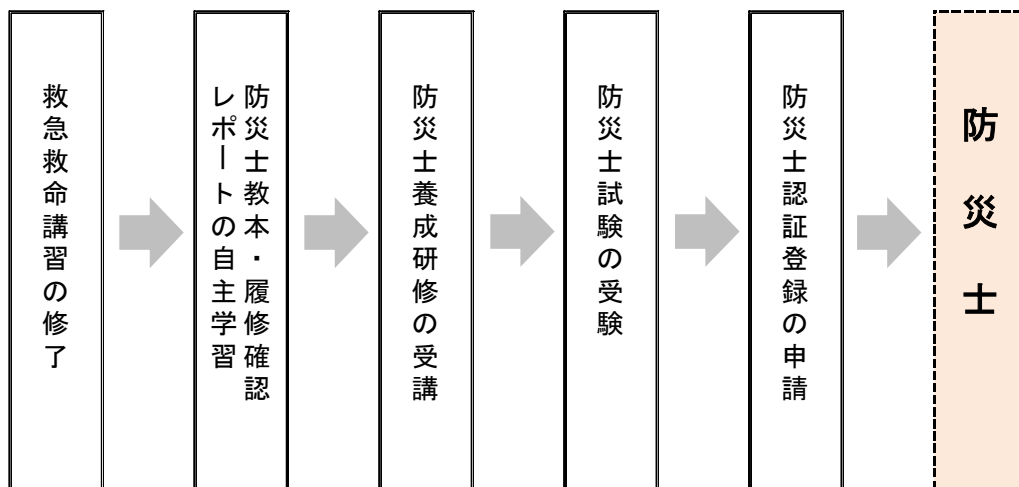 救急救命講習の修了
防災士教本・履修確認
レポートの自主学習
防災士養成研修の受講
防災士試験の受験
防災士認証登録の申請
防災士